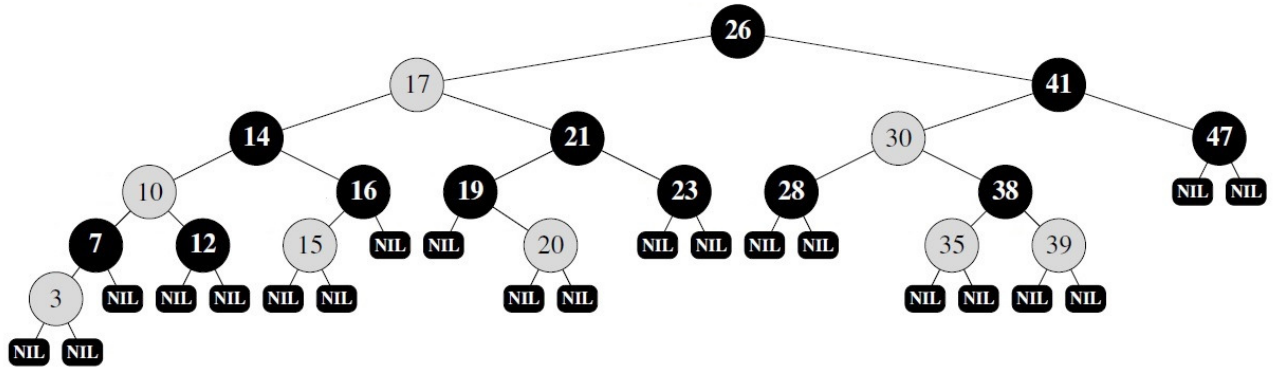 26
17 41
14 21 30 47
10 16 19 23 28 38 NIL NIL
7 12 15 NIL NIL 20 NIL NIL NIL NIL 35 39
3 NIL NIL NIL NIL NIL NIL NIL NIL NIL NIL NIL
NIL NIL